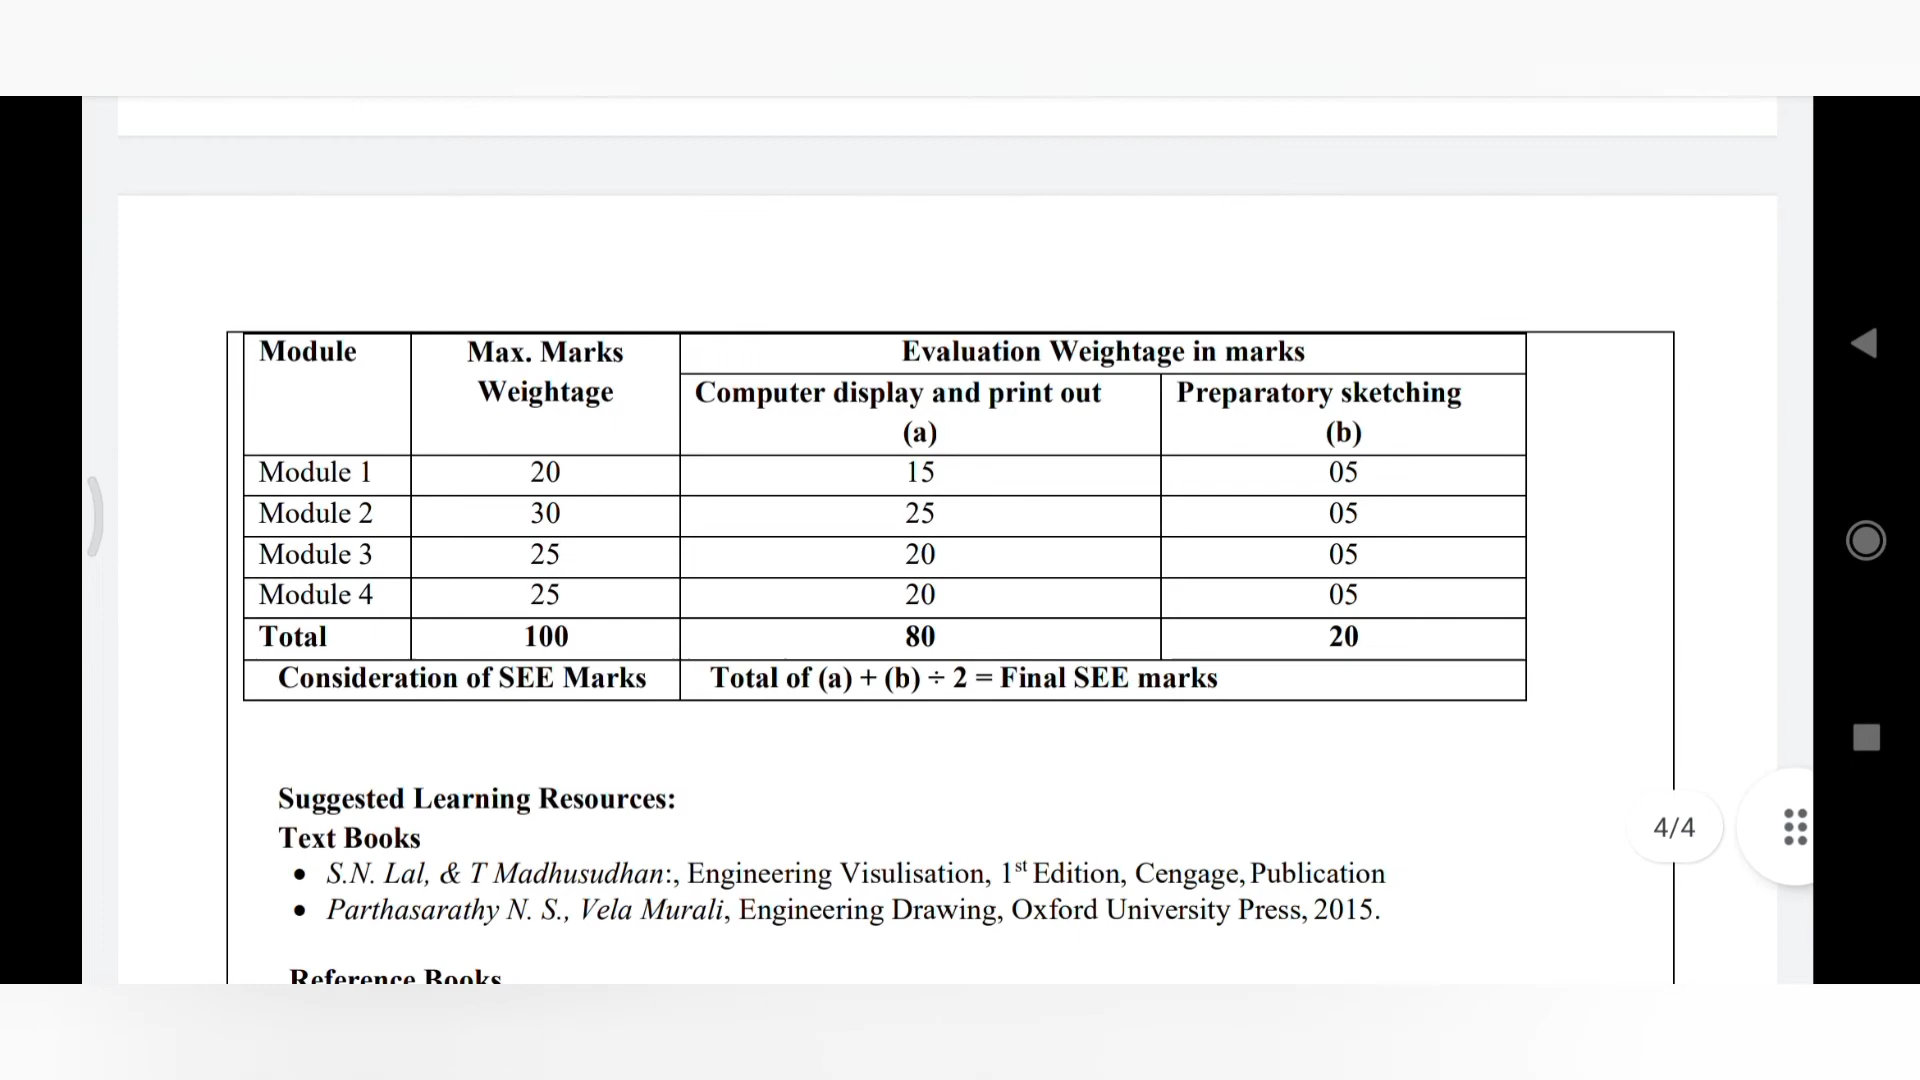 Module Max. Marks Weightage Evaluation Weightage in marks
Computer display and print out (a) Preparatory sketching (b)
Module 1 20 15 05
Module 2 30 25 05
Module 3 25 20 05
Module 4 25 20 05
Total 100 80 20
Consideration of SEE Marks Total of (a) + (b) ÷ 2 = Final SEE marks
Suggested Learning Resources:
Text Books
• S.N. Lal, & T Madhusudhan:, Engineering Visulisation, 1st Edition, Cengage, Publication
• Parthasarathy N. S., Vela Murali, Engineering Drawing, Oxford University Press, 2015.
Reference Books
4/4